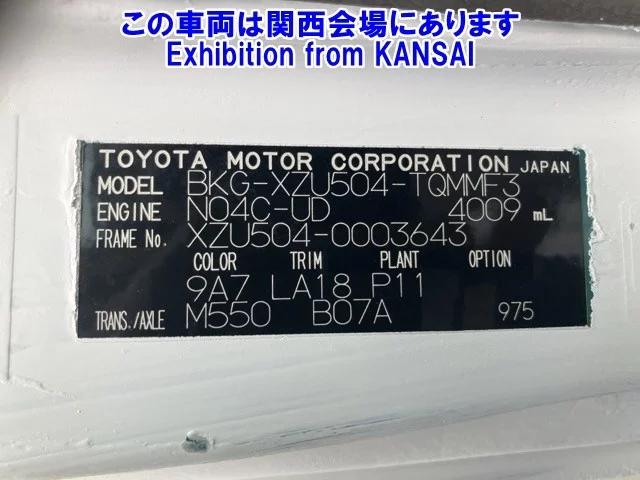 この車両は関西会場にあります
Exhibition from KANSAI
TOYOTA MOTOR CORPORATION JAPAN
MODEL BKG-XZU504-TQMMF3
ENGINE N04C-UD 4009 mL
FRAME No. XZU504-0003643
COLOR TRIM PLANT OPTION
9A7 LA18 P11
TRANS./AXLE M550 B07A 975